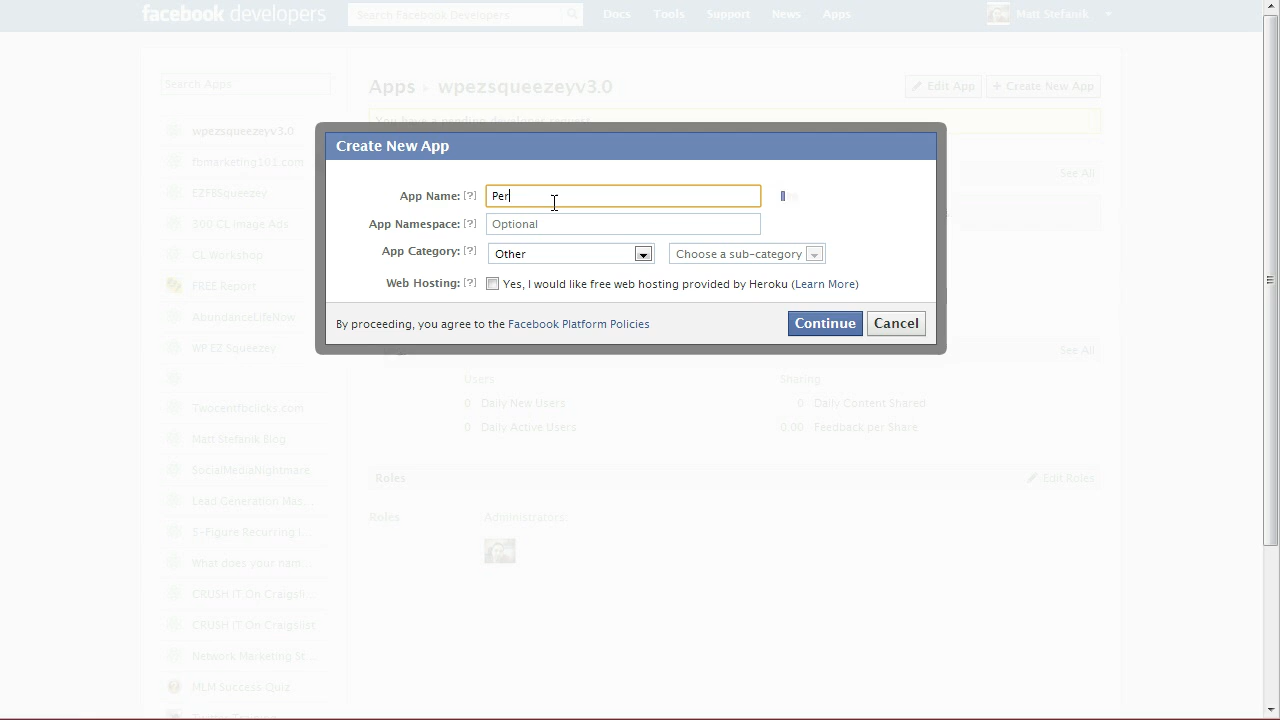 facebook developers
Search Facebook Developers
Docs Tools Support News Apps
Matt Stefanik
Search Apps
Apps ▸ wpezsqueezeyv3.0
Edit App
+ Create New App
You have a pending developer request
Create New App
App Name: [?] Per
App Namespace: [?] Optional
App Category: [?] Other Choose a sub-category
Web Hosting: [?] Yes, I would like free web hosting provided by Heroku (Learn More)
By proceeding, you agree to the Facebook Platform Policies
Continue Cancel
wpezsqueezeyv3.0
fbmarketing101.com
EZFBSqueezey
500 CL Image Ads
CL Workshop
FREE Report
AbundanceLifeNow
WP EZ Squeezey
Twocentfbclicks.com
Matt Stefanik Blog
SocialMediaNightmare
Lead Generation Mas...
5-Figure Recurring I...
What does your nam...
CRUSH IT On Craigsli...
CRUSH IT On Craigslist
Network Marketing St...
MLM Success Quiz
See All
See All
Users Sharing
0 Daily New Users 0 Daily Content Shared
0 Daily Active Users 0.00 Feedback per Share
Roles Edit Roles
Roles Administrators: